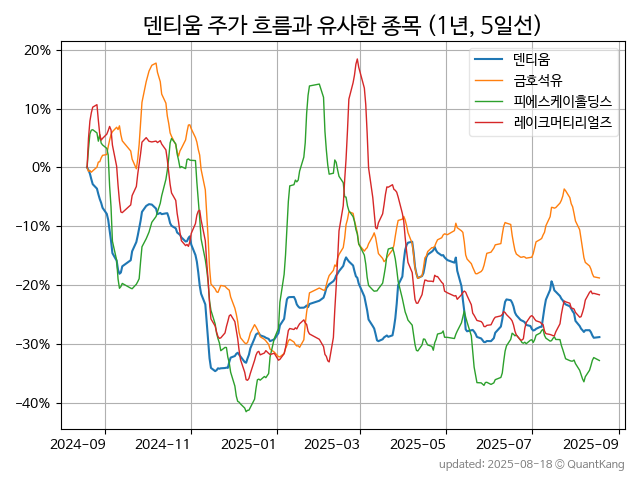 덴티움 주가 흐름과 유사한 종목 (1년, 5일선)
덴티움
금호석유
피에스케이홀딩스
레이크머티리얼즈
20%
10%
0%
−10%
−20%
−30%
−40%
2024-09 2024-11 2025-01 2025-03 2025-05 2025-07 2025-09
updated: 2025-08-18 © QuantKang